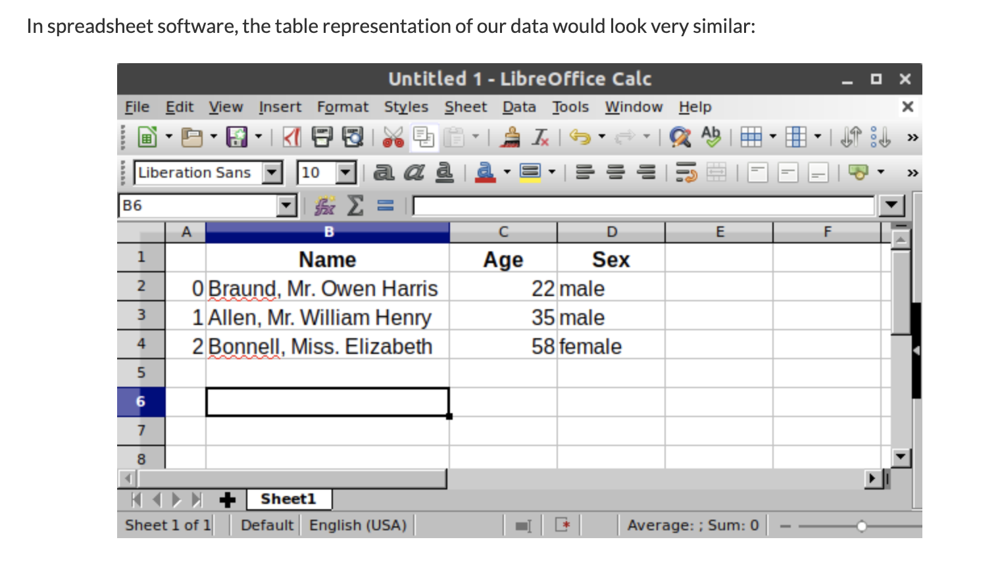 In spreadsheet software, the table representation of our data would look very similar:
Untitled 1 - LibreOffice Calc
File Edit View Insert Format Styles Sheet Data Tools Window Help
Ab
Liberation Sans 10 a a a a
B6 fx Σ =
A B C D E F
1 Name Age Sex
2 0 Braund, Mr. Owen Harris 22 male
3 1 Allen, Mr. William Henry 35 male
4 2 Bonnell, Miss. Elizabeth 58 female
5
6
7
8
Sheet1
Sheet 1 of 1 Default English (USA) Average: ; Sum: 0